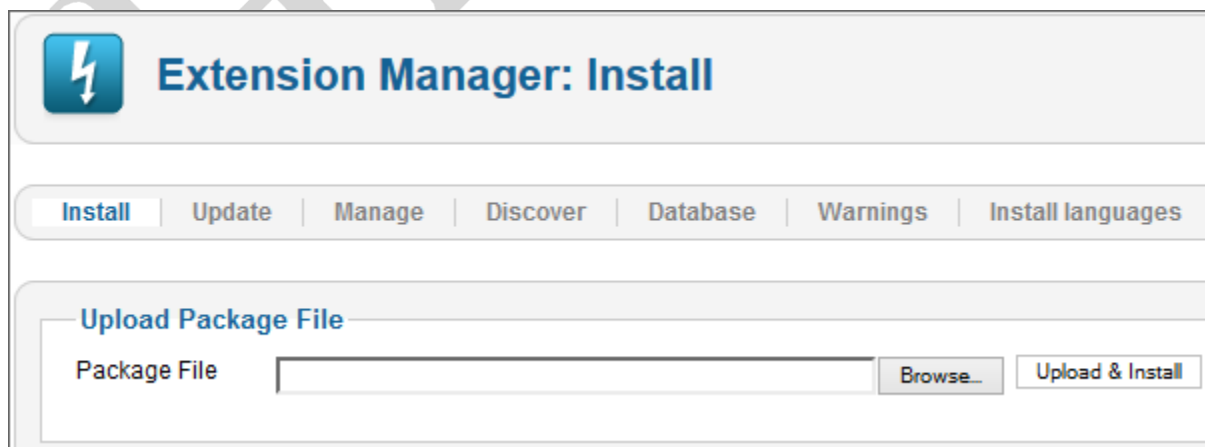 Extension Manager: Install
Install Update Manage Discover Database Warnings Install languages
Upload Package File
Package File Browse... Upload & Install